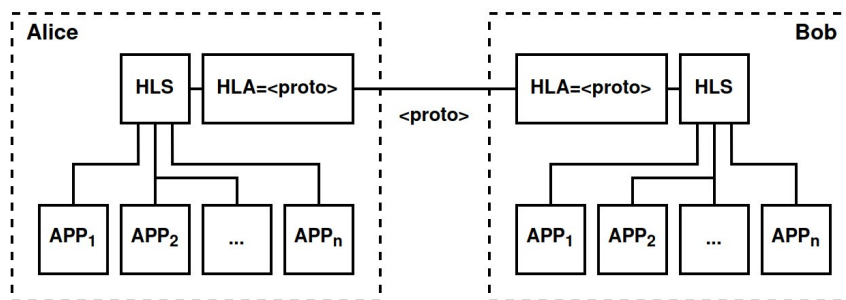 Alice
Bob
HLS
HLA=<proto>
<proto>
HLA=<proto>
HLS
APP₁
APP₂
...
APPₙ
APP₁
APP₂
...
APPₙ